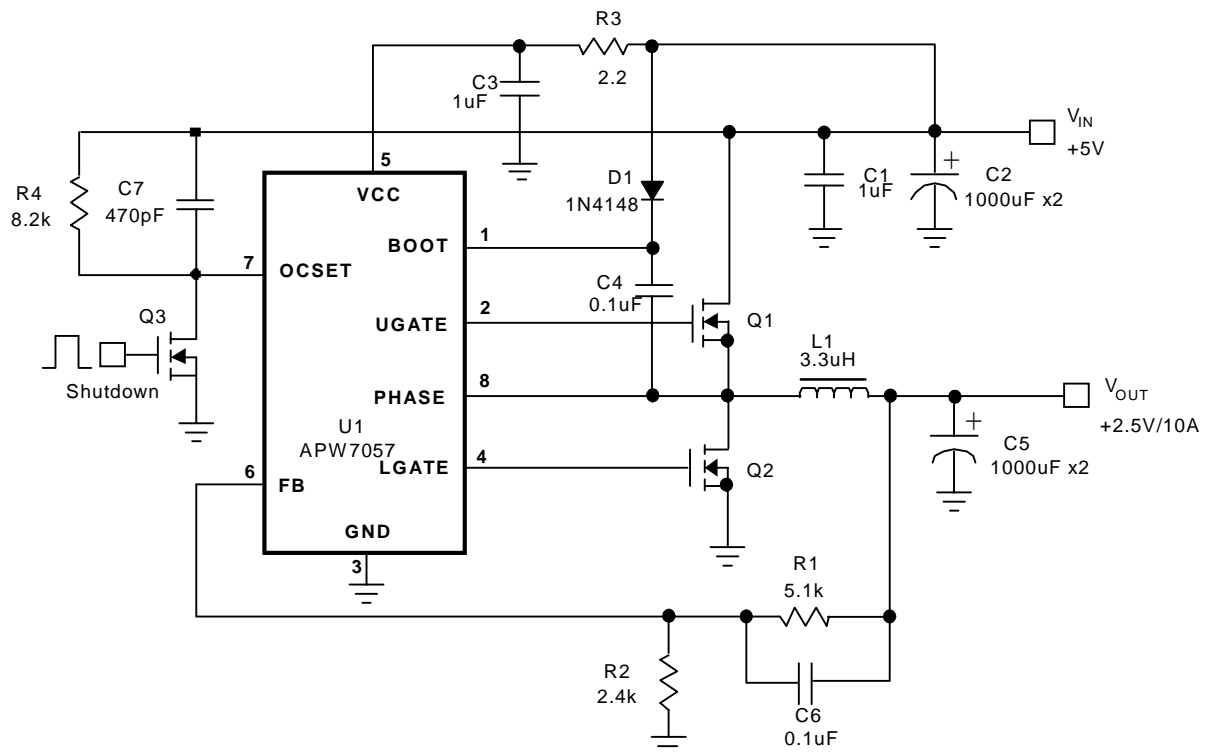 R3
2.2
C3
1uF
V_IN
+5V
5
VCC
R4
8.2k
C7
470pF
D1
1N4148
C1
1uF
+
C2
1000uF x2
1
BOOT
7
OCSET
C4
0.1uF
2
UGATE
Q1
Q3
Shutdown
L1
3.3uH
8
PHASE
V_OUT
+2.5V/10A
U1
APW7057
4
LGATE
Q2
+
C5
1000uF x2
6
FB
GND
3
R1
5.1k
R2
2.4k
C6
0.1uF